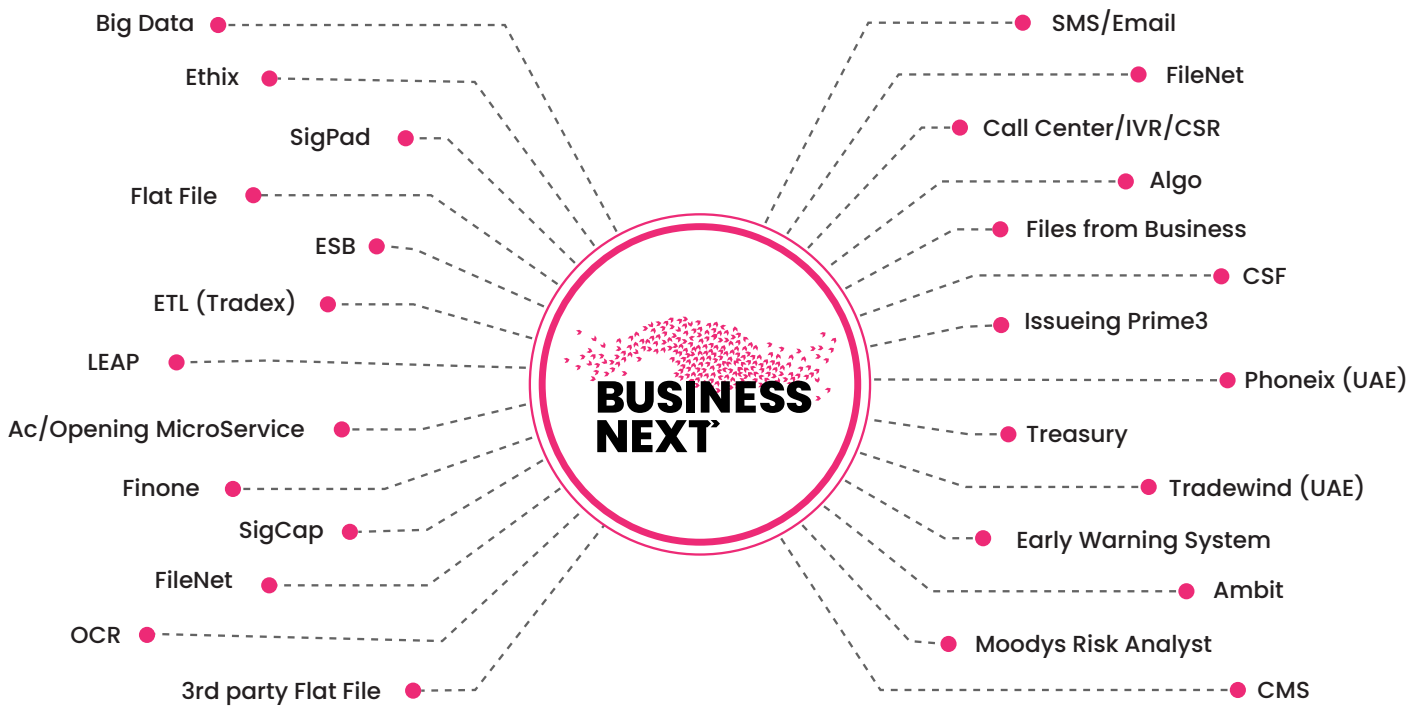 Big Data
Ethix
SigPad
Flat File
ESB
ETL (Tradex)
LEAP
Ac/Opening MicroService
Finone
SigCap
FileNet
OCR
3rd party Flat File
BUSINESS
NEXT
SMS/Email
FileNet
Call Center/IVR/CSR
Algo
Files from Business
CSF
Issueing Prime3
Phoneix (UAE)
Treasury
Tradewind (UAE)
Early Warning System
Ambit
Moodys Risk Analyst
CMS